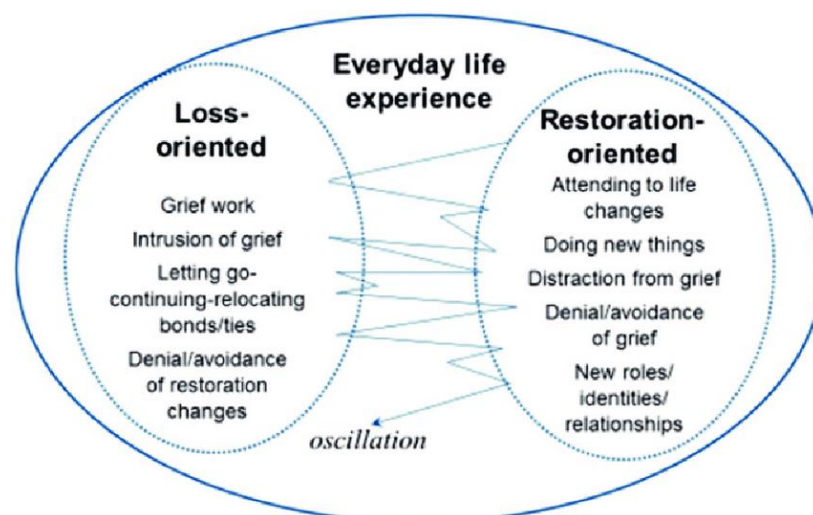 Everyday life
experience
Loss-
oriented
Grief work
Intrusion of grief
Letting go-
continuing-relocating
bonds/ties
Denial/avoidance
of restoration
changes
Restoration-
oriented
Attending to life
changes
Doing new things
Distraction from grief
Denial/avoidance
of grief
New roles/
identities/
relationships
oscillation